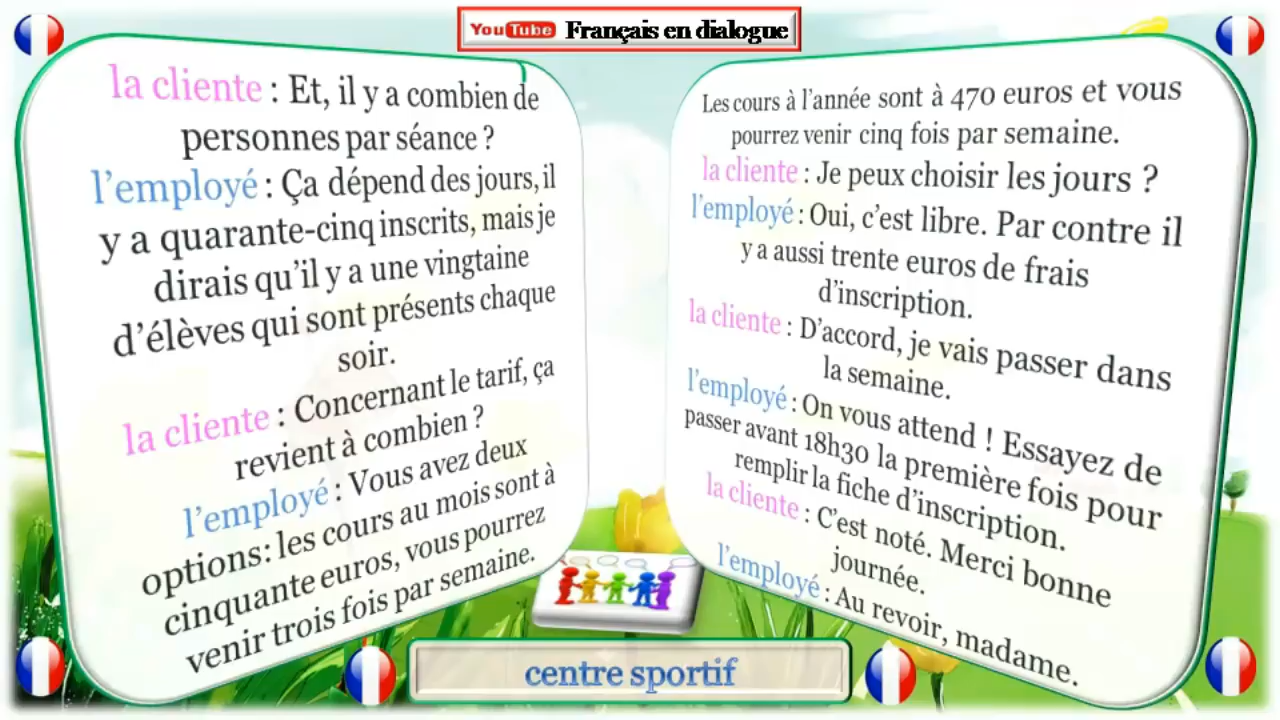 YouTube Français en dialogue
la cliente : Et, il y a combien de
personnes par séance ?
l'employé : Ça dépend des jours, il
y a quarante-cinq inscrits, mais je
dirais qu'il y a une vingtaine
d'élèves qui sont présents chaque
soir.
la cliente : Concernant le tarif, ça
revient à combien ?
l'employé : Vous avez deux
options: les cours au mois sont à
cinquante euros, vous pourrez
venir trois fois par semaine.
Les cours à l'année sont à 470 euros et vous
pourrez venir cinq fois par semaine.
la cliente : Je peux choisir les jours ?
l'employé : Oui, c'est libre. Par contre il
y a aussi trente euros de frais
d'inscription.
la cliente : D'accord, je vais passer dans
la semaine.
l'employé : On vous attend ! Essayez de
passer avant 18h30 la première fois pour
remplir la fiche d'inscription.
la cliente : C'est noté. Merci bonne
journée.
l'employé : Au revoir, madame.
centre sportif